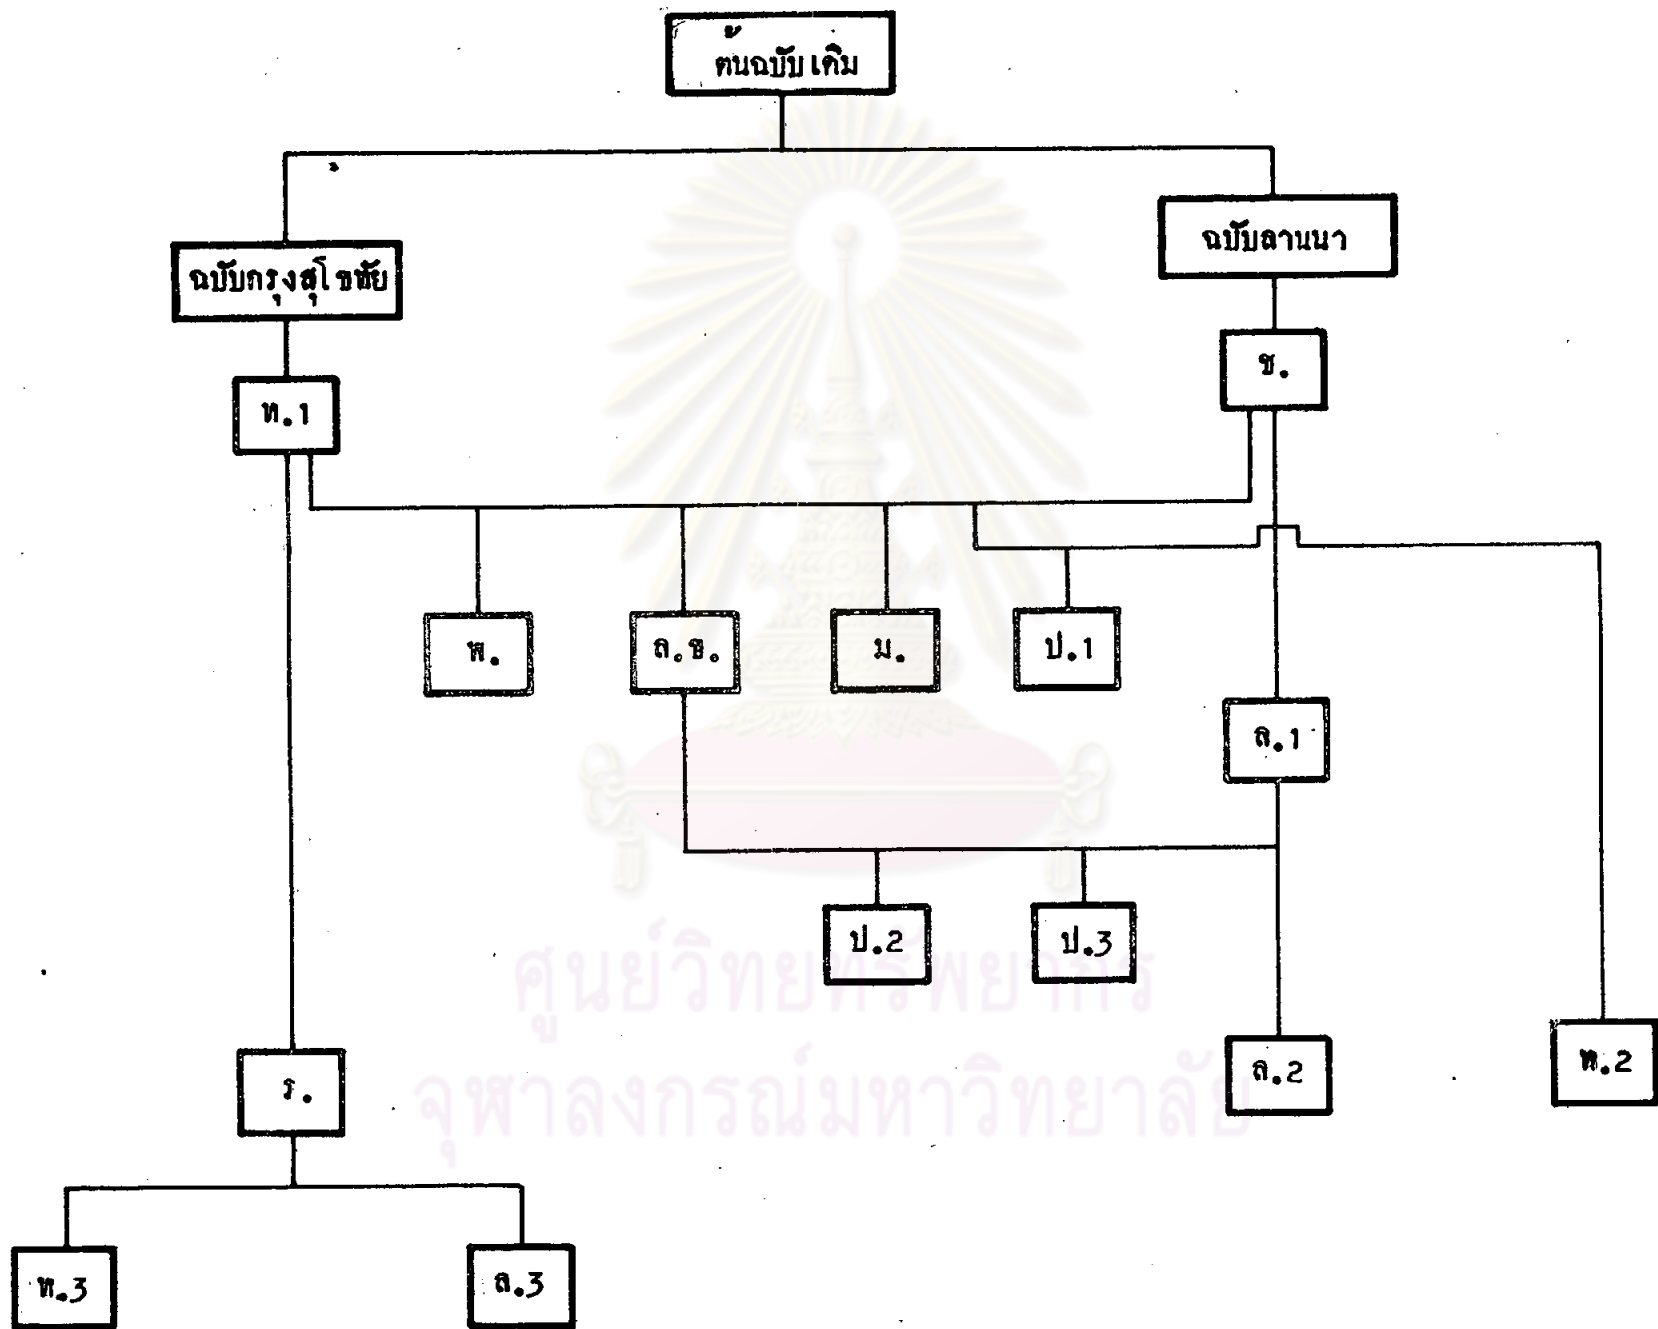 ต้นฉบับเดิม
ฉบับลานนา
ฉบับกรุงสุโขทัย
ช.
ท.1
พ.
ล.ช.
ม.
ป.1
ล.1
ป.2
ป.3
ศูนย์วิทยทรัพยากร
ร.
ล.2
ท.2
จุฬาลงกรณ์มหาวิทยาลัย
ท.3
ล.3